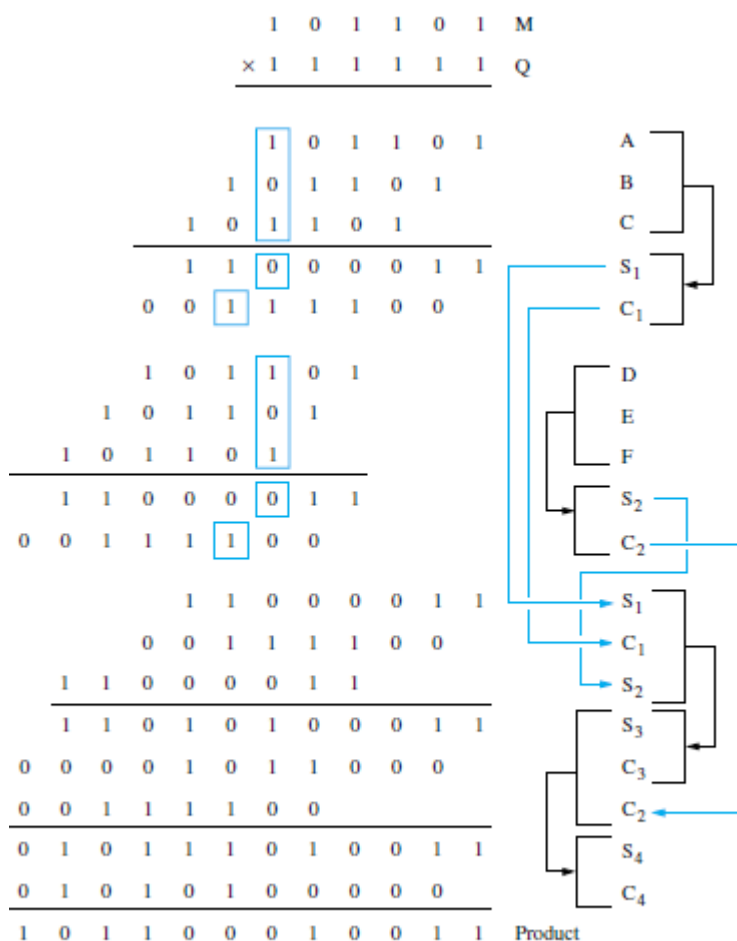 1 0 1 1 0 1 M
× 1 1 1 1 1 1 Q
1 0 1 1 0 1 A
1 0 1 1 0 1 B
1 0 1 1 0 1 C
1 1 0 0 0 0 1 1 S1
0 0 1 1 1 1 0 0 C1
1 0 1 1 0 1 D
1 0 1 1 0 1 E
1 0 1 1 0 1 F
1 1 0 0 0 0 1 1 S2
0 0 1 1 1 1 0 0 C2
1 1 0 0 0 0 1 1 S1
0 0 1 1 1 1 0 0 C1
1 1 0 0 0 0 1 1 S2
1 1 0 1 0 1 0 0 0 1 1 S3
0 0 0 0 1 0 1 1 0 0 0 C3
0 0 1 1 1 1 0 0 C2
0 1 0 1 1 1 0 1 0 0 1 1 S4
0 1 0 1 0 1 0 0 0 0 0 C4
1 0 1 1 0 0 0 1 0 0 1 1 Product